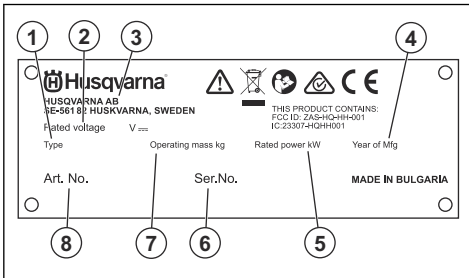 1
2
3
4
Husqvarna®
CE
HUSQVARNA AB
SE-561 82 HUSKVARNA, SWEDEN
THIS PRODUCT CONTAINS:
FCC ID: ZAS-HQ-HH-001
IC:23307-HQHH001
Rated voltage V
Type
Operating mass kg
Rated power kW
Year of Mfg
Art. No.
Ser.No.
MADE IN BULGARIA
8
7
6
5